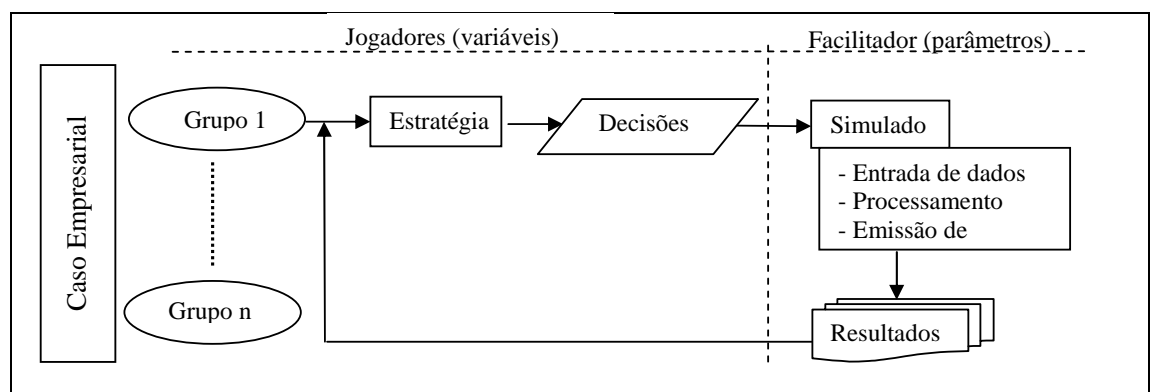 Jogadores (variáveis)
Facilitador (parâmetros)
Caso Empresarial
Grupo 1
Estratégia
Decisões
Simulado
- Entrada de dados
- Processamento
- Emissão de
Grupo n
Resultados